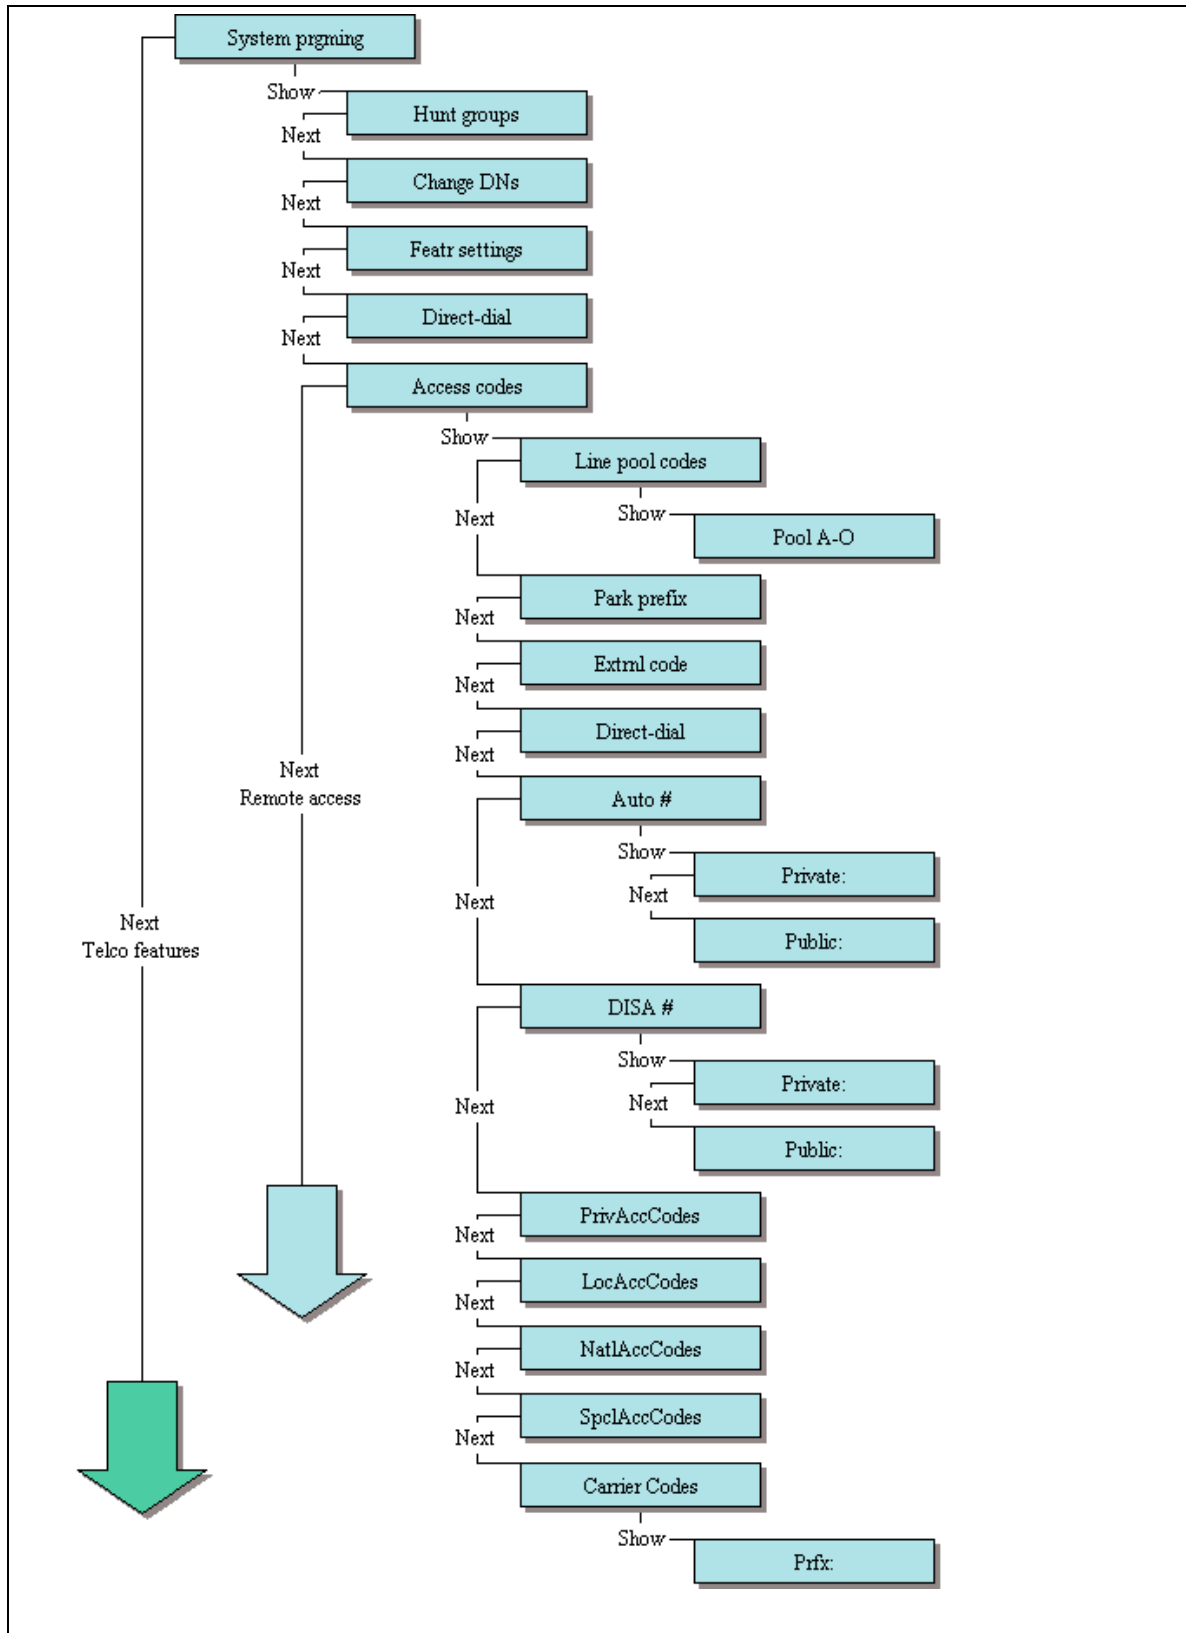 System prgming
Show
Hunt groups
Next
Change DNs
Next
Featr settings
Next
Direct-dial
Next
Access codes
Show
Line pool codes
Show
Next
Pool A-O
Park prefix
Next
Extrnl code
Next
Direct-dial
Next
Next
Remote access
Auto #
Show
Private:
Next
Next
Public:
Next
Telco features
DISA #
Show
Private:
Next
Next
Public:
PrivAccCodes
Next
LocAccCodes
Next
NatlAccCodes
Next
SpclAccCodes
Next
Carrier Codes
Show
Prfx: